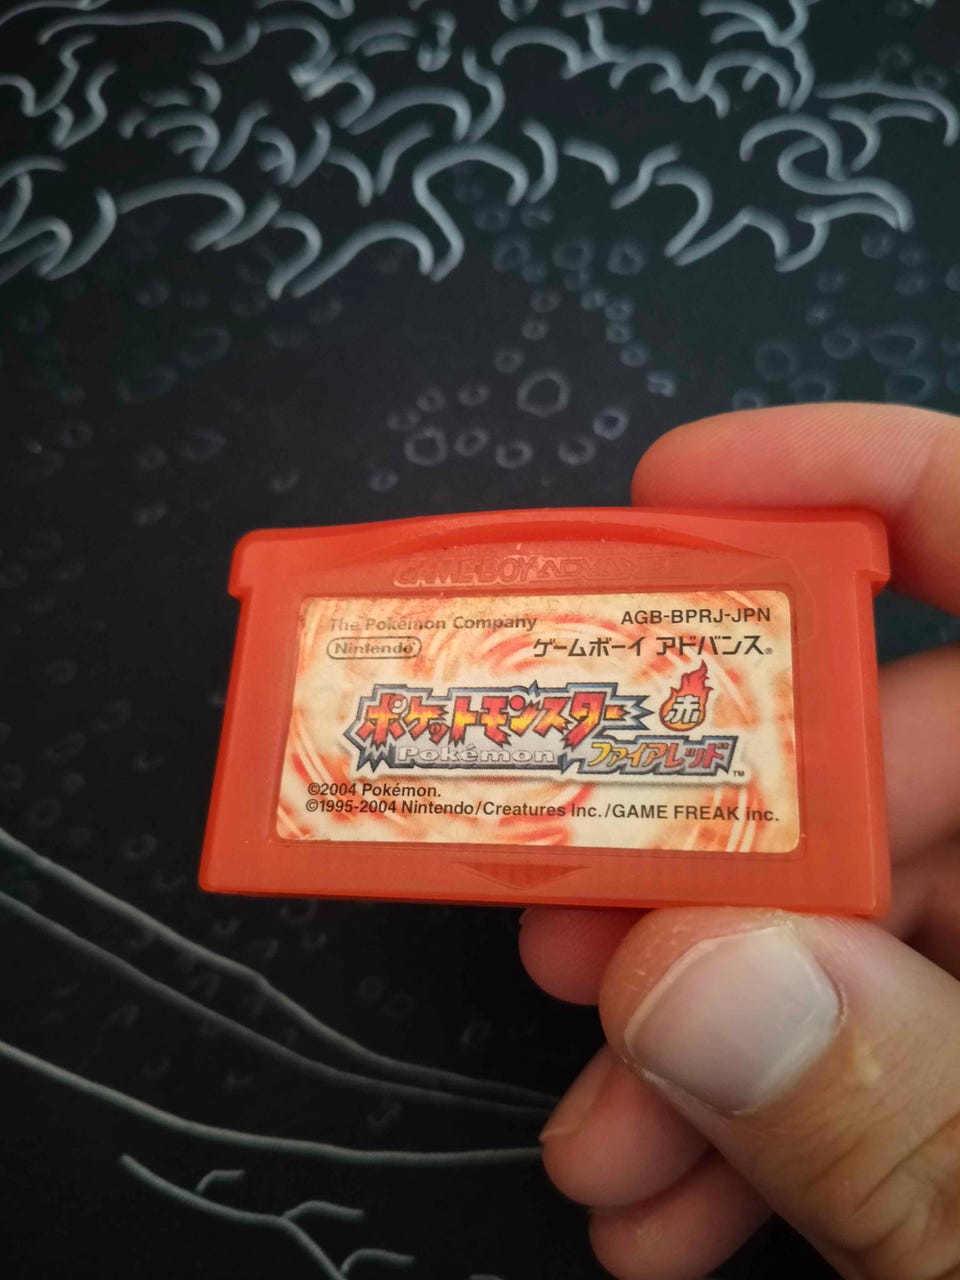 GAME BOY ADVANCE
The Pokémon Company
AGB-BPRJ-JPN
Nintendo
ゲームボーイ アドバンス®
ポケットモンスター
赤
Pokémon
ファイアレッド™
©2004 Pokémon.
©1995-2004 Nintendo/Creatures Inc./GAME FREAK inc.